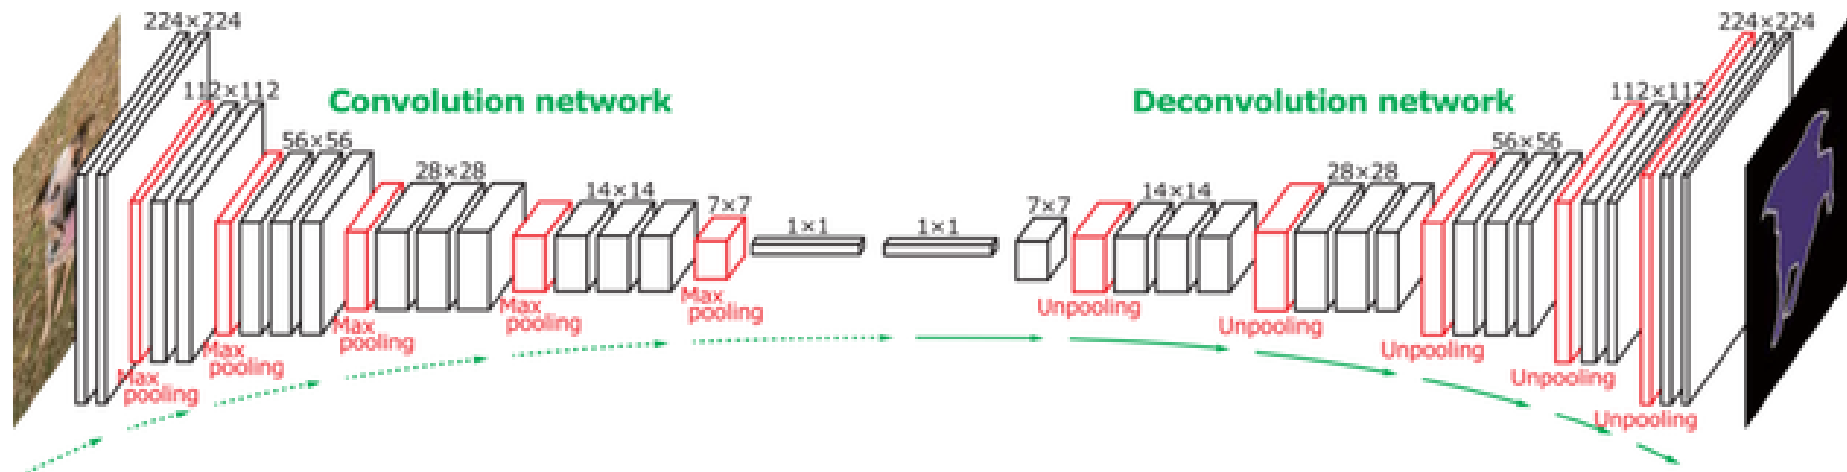 224×224
112×112
Convolution network
56×56
28×28
14×14
7×7
1×1
1×1
7×7
14×14
28×28
Deconvolution network
56×56
112×112
224×224
Max
pooling
Max
pooling
Max
pooling
Max
pooling
Max
pooling
Unpooling
Unpooling
Unpooling
Unpooling
Unpooling